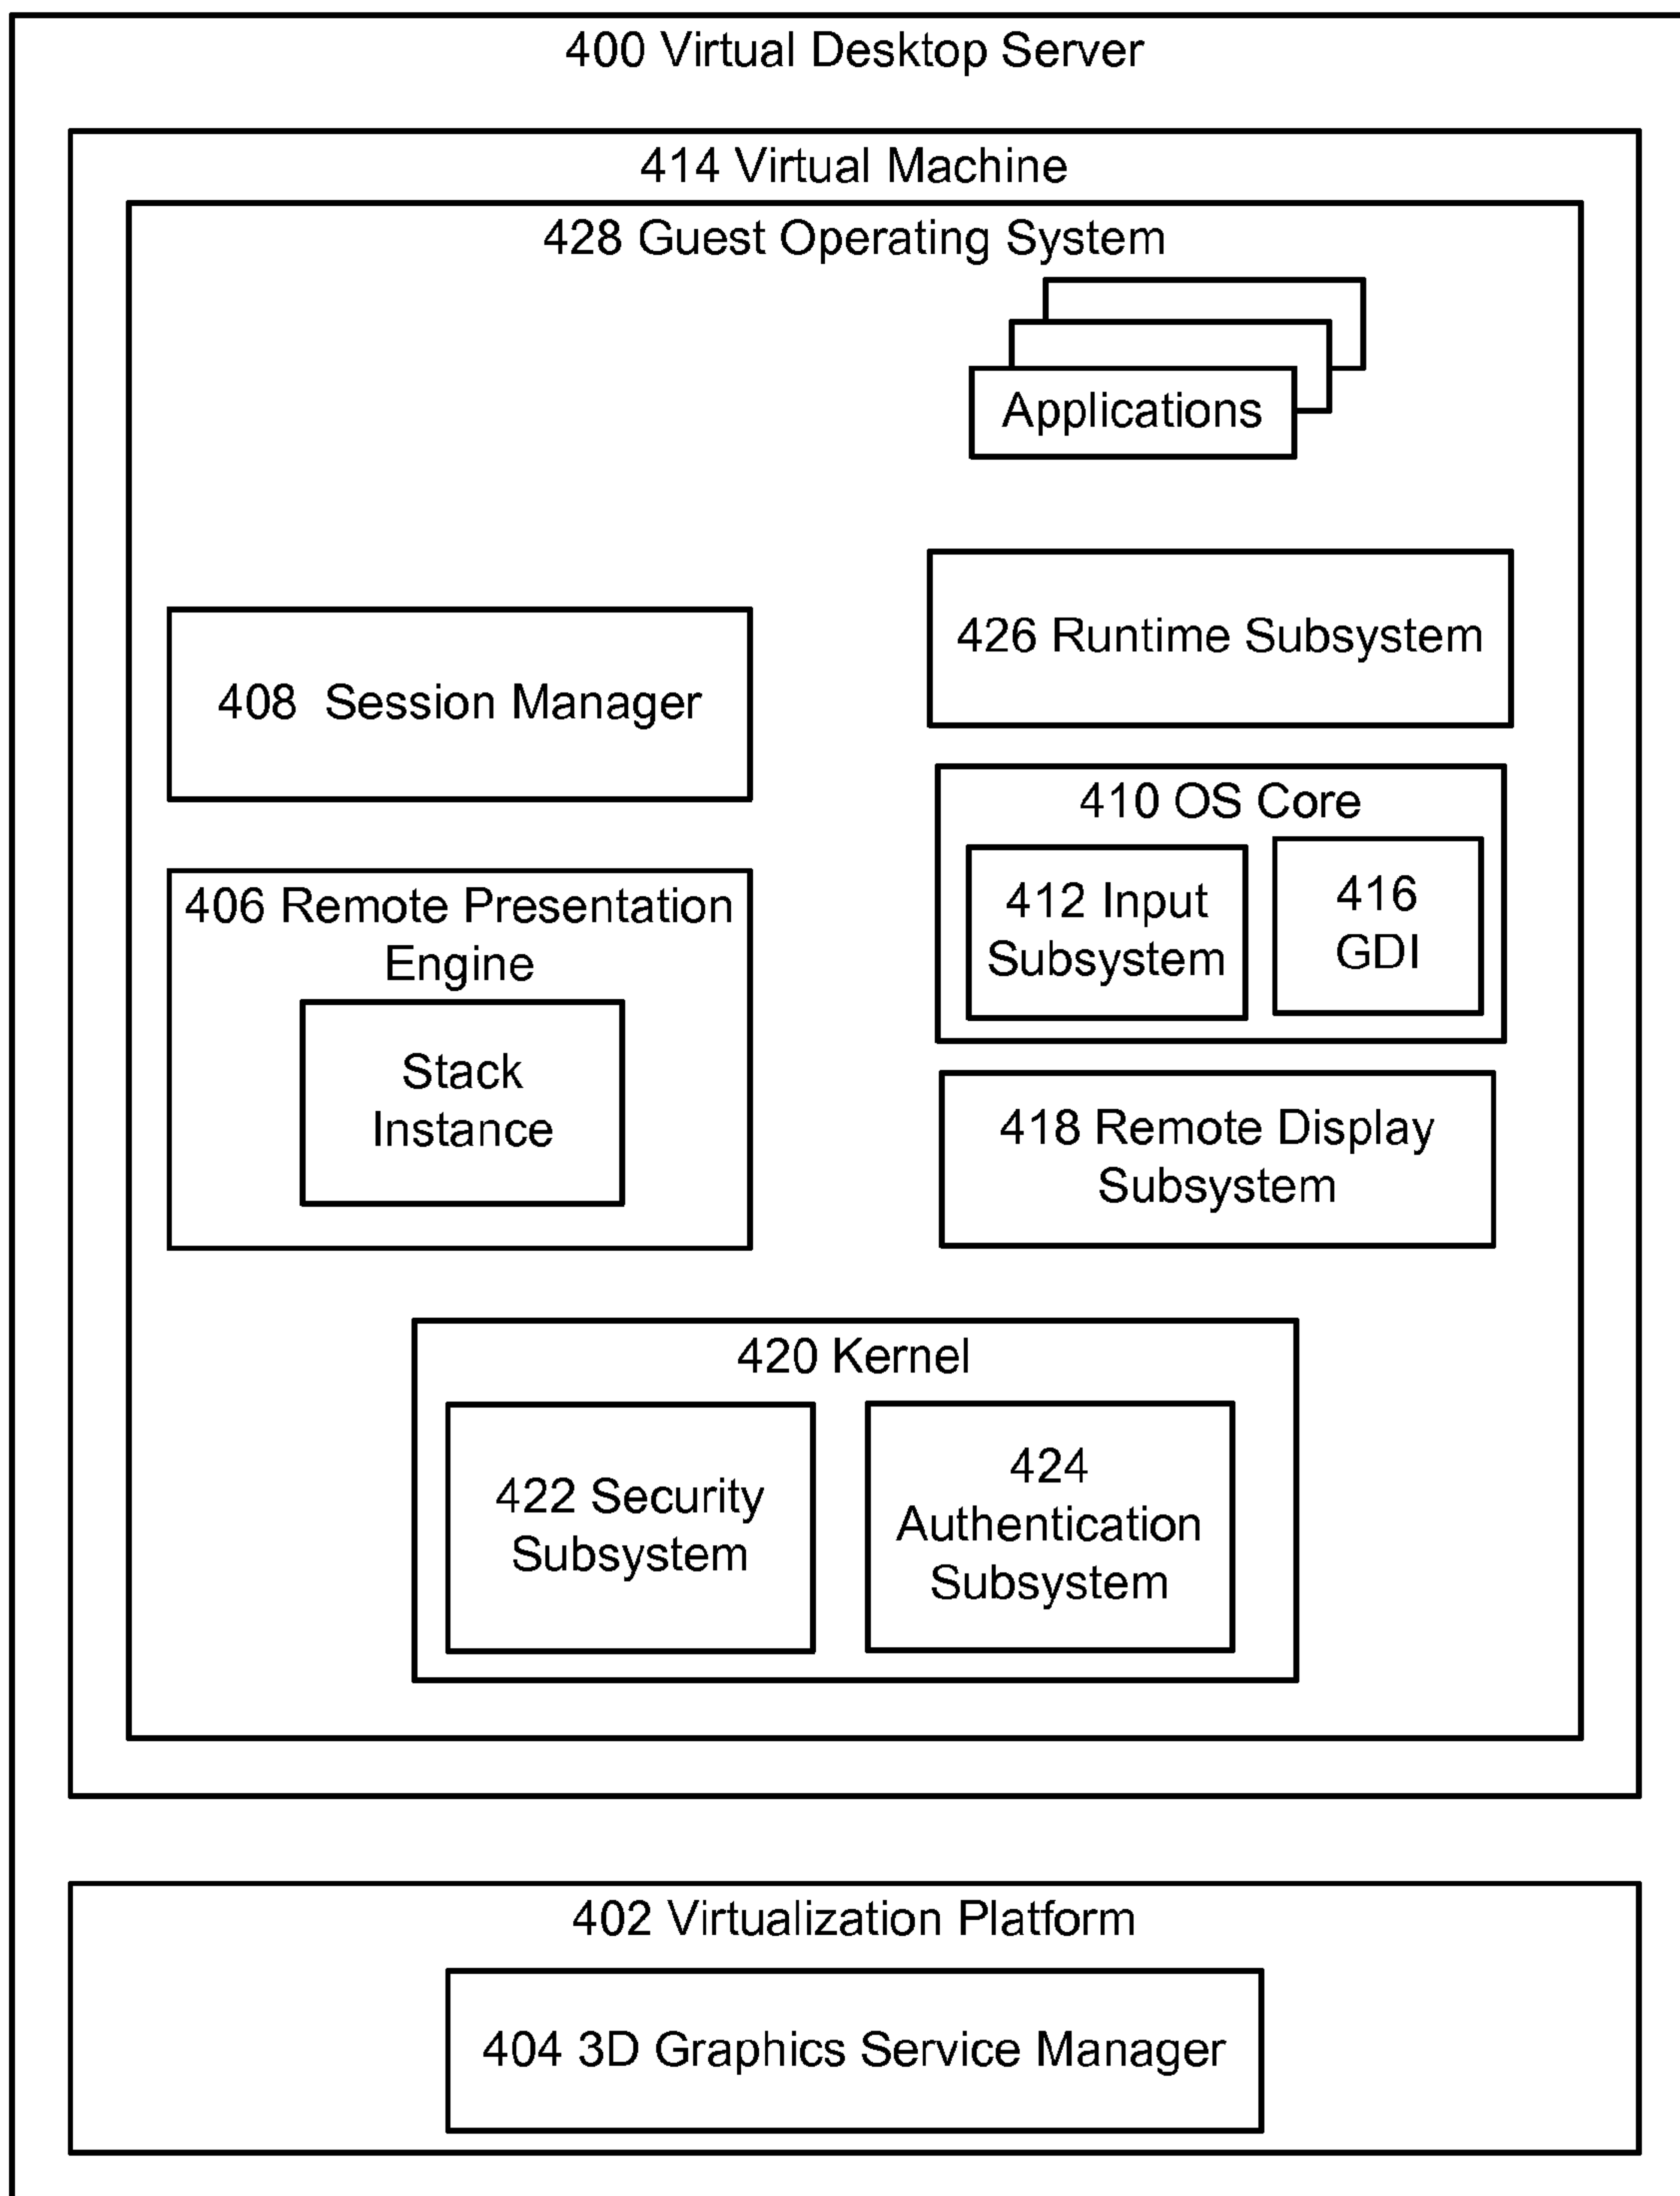 400 Virtual Desktop Server
414 Virtual Machine
428 Guest Operating System
Applications
426 Runtime Subsystem
408 Session Manager
410 OS Core
412 Input
Subsystem
416
GDI
406 Remote Presentation
Engine
Stack
Instance
418 Remote Display
Subsystem
420 Kernel
422 Security
Subsystem
424
Authentication
Subsystem
402 Virtualization Platform
404 3D Graphics Service Manager